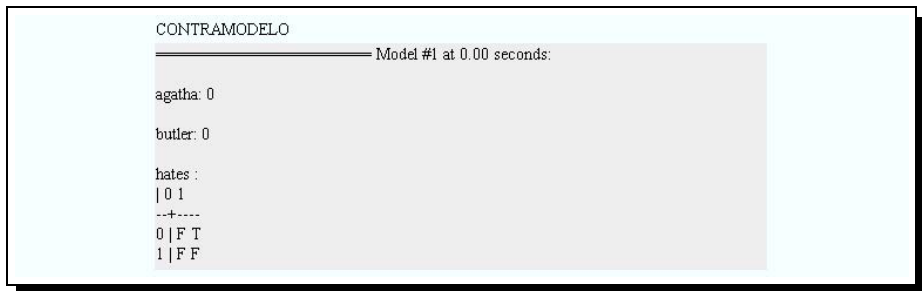 CONTRAMODELO
============================== Model #1 at 0.00 seconds:
agatha: 0
butler: 0
hates :
| 0 1
--+----
0 | F T
1 | F F